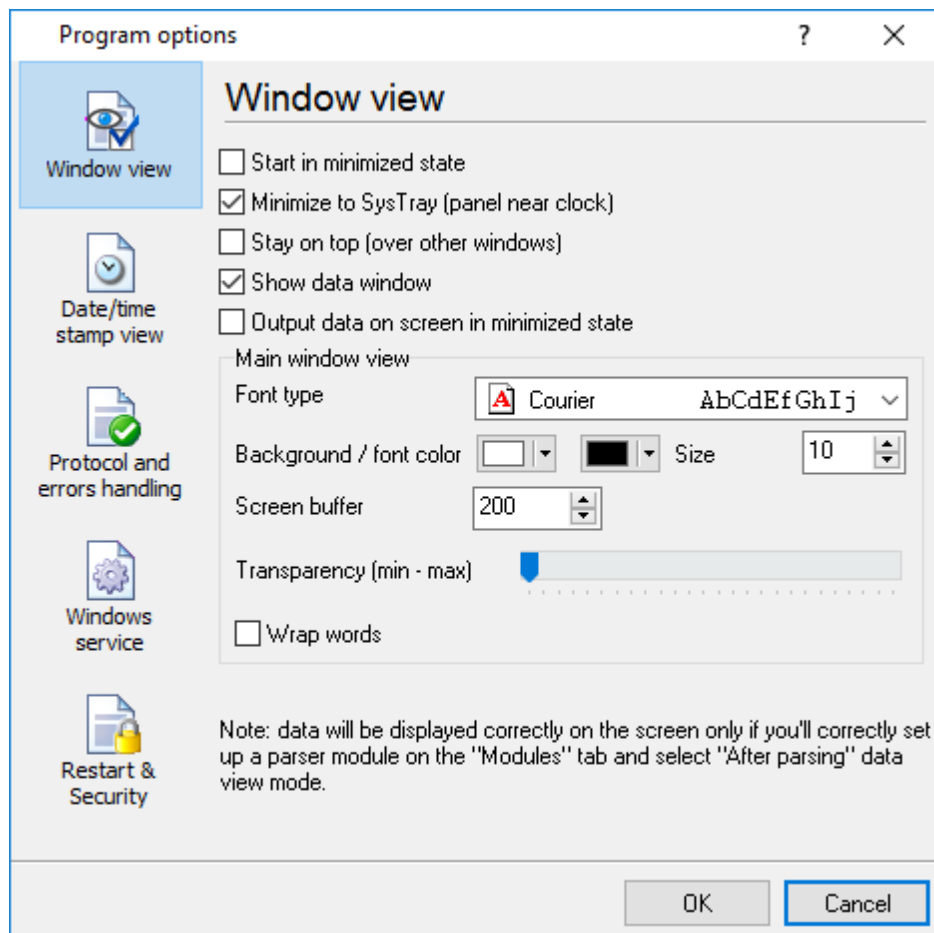 Program options
?
Window view
Date/time
stamp view
Protocol and
errors handling
Windows
service
Restart &
Security
Window view
Start in minimized state
Minimize to SysTray (panel near clock)
Stay on top (over other windows)
Show data window
Output data on screen in minimized state
Main window view
Font type
A Courier AbCdEfGhIj
Background / font color Size 10
Screen buffer 200
Transparency (min - max)
Wrap words
Note: data will be displayed correctly on the screen only if you'll correctly set
up a parser module on the "Modules" tab and select "After parsing" data
view mode.
OK Cancel